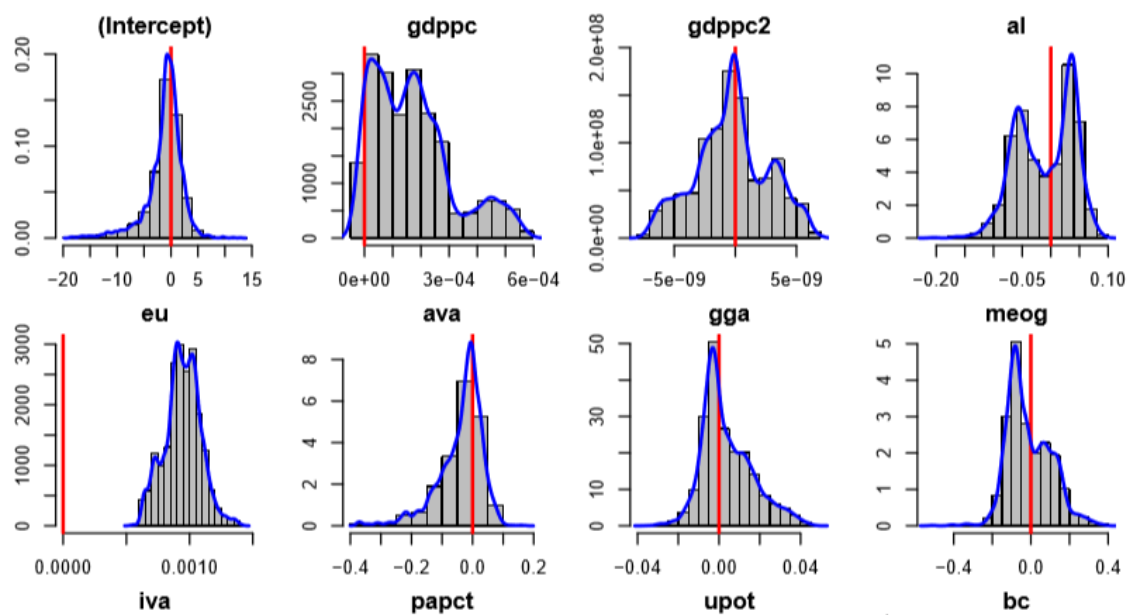 (Intercept) gdppc gdppc2 al
0.00 0.10 0.20
0 1000 2500
0.0e+00 1.0e+08 2.0e+08
0 2 4 6 8 10
−20 −10 0 5 15
0e+00 3e−04 6e−04
−5e−09 5e−09
−0.20 −0.05 0.10
eu ava gga meog
0 1000 2000 3000
0 2 4 6 8
0 10 30 50
0 1 2 3 4 5
0.0000 0.0010
−0.4 −0.2 0.0 0.2
−0.04 0.00 0.04
−0.4 0.0 0.4
iva papct upot bc